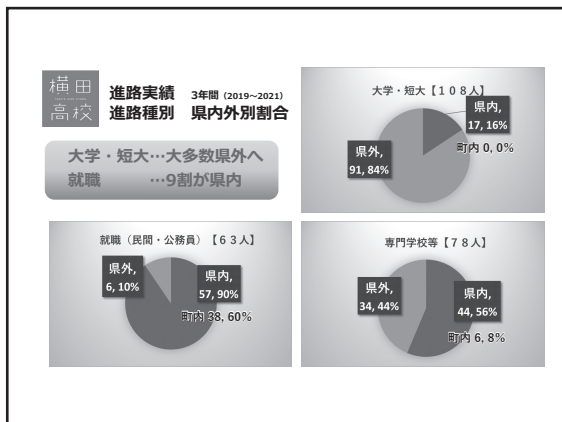 横田
高校
進路実績 3年間（2019～2021）
進路種別 県内外別割合
大学・短大…大多数県外へ
就職 …9割が県内
大学・短大【１０８人】
県内,
17, 16%
町内 0, 0%
県外,
91, 84%
就職（民間・公務員）【６３人】
県外,
6, 10%
県内,
57, 90%
町内 38, 60%
専門学校等【７８人】
県外,
34, 44%
県内,
44, 56%
町内 6, 8%